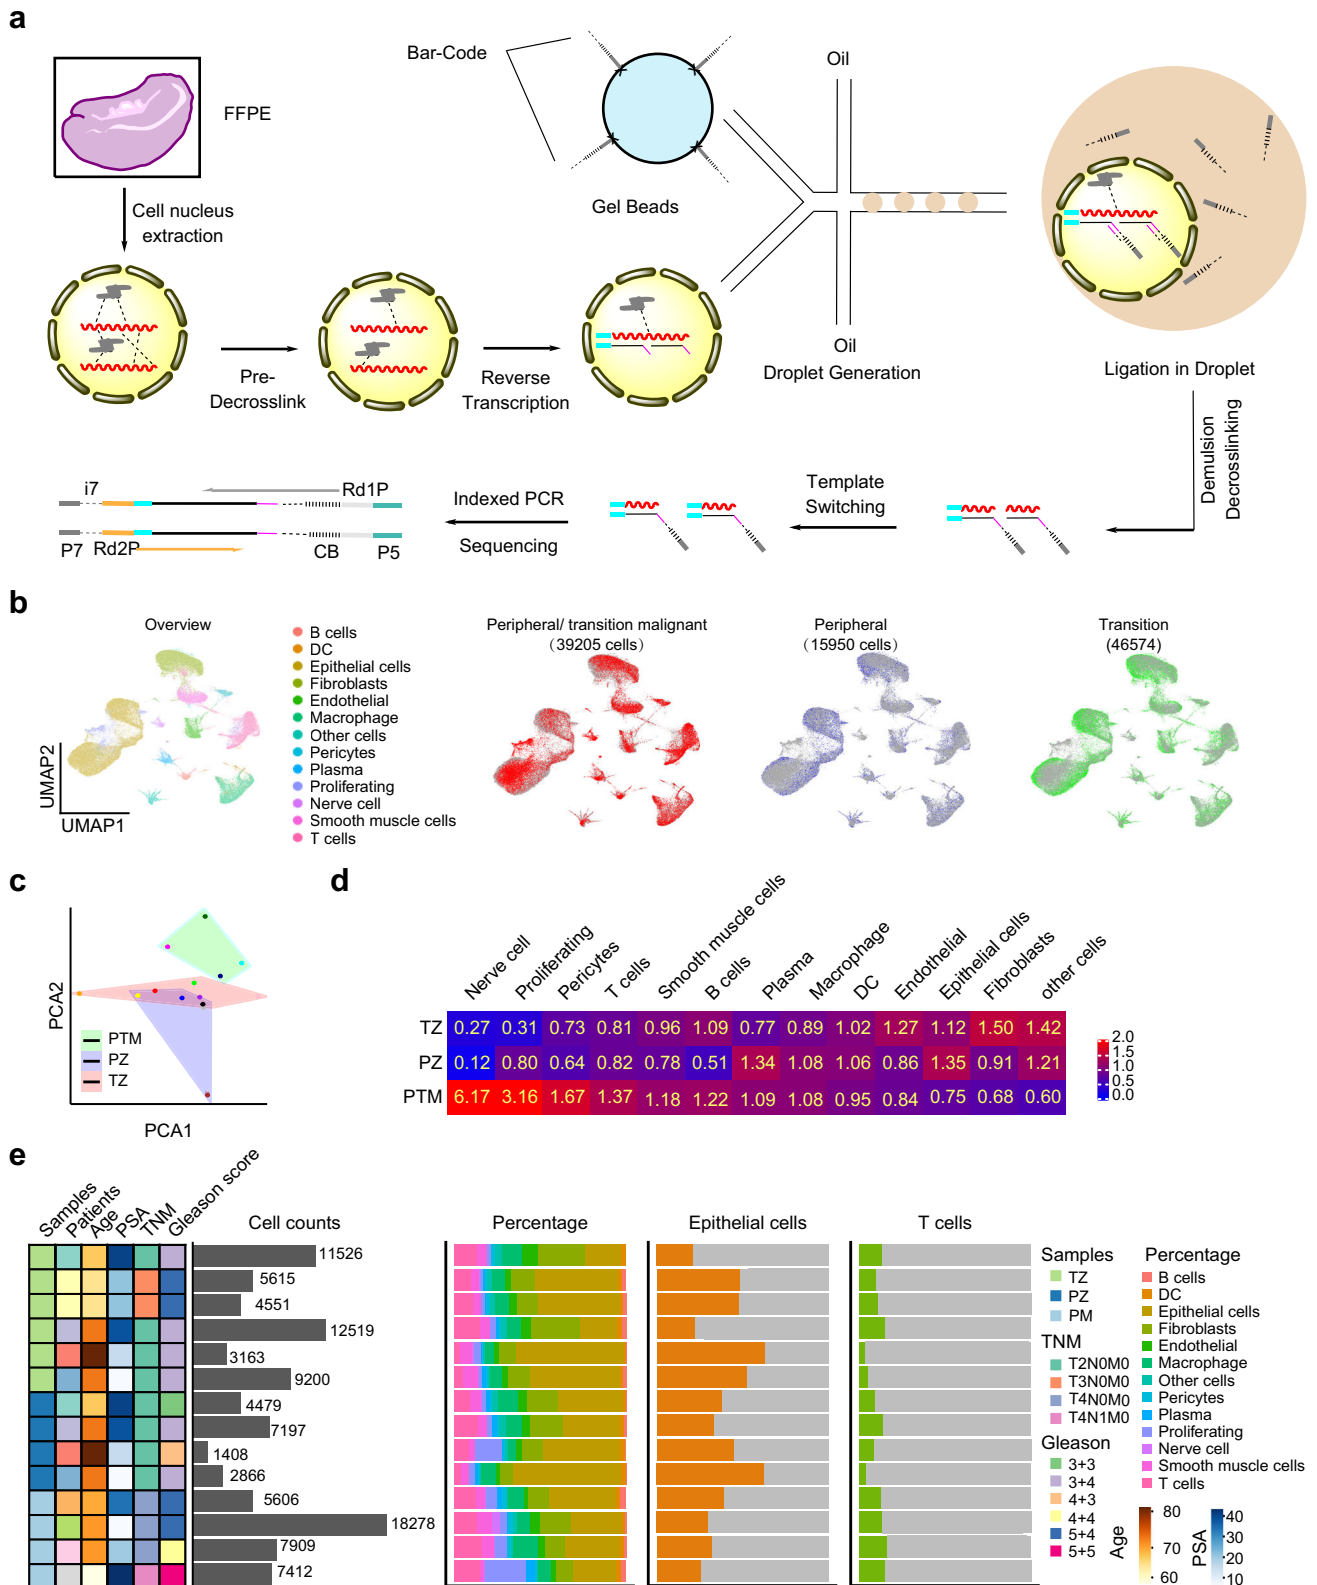 a
Bar-Code
FFPE
Cell nucleus
extraction
Gel Beads
Oil
Oil
Droplet Generation
Ligation in Droplet
Pre-
Decrosslink
Reverse
Transcription
Demulsion
Decrosslinking
Template
Switching
Indexed PCR
Sequencing
i7
Rd1P
P7
Rd2P
CB
P5
b
Overview
UMAP2
UMAP1
B cells
DC
Epithelial cells
Fibroblasts
Endothelial
Macrophage
Other cells
Pericytes
Plasma
Proliferating
Nerve cell
Smooth muscle cells
T cells
Peripheral/ transition malignant
(39205 cells)
Peripheral
(15950 cells)
Transition
(46574)
c
PCA2
PTM
PZ
TZ
PCA1
d
Nerve cell
Proliferating
Pericytes
T cells
Smooth muscle cells
B cells
Plasma
Macrophage
DC
Endothelial
Epithelial cells
Fibroblasts
other cells
TZ 0.27 0.31 0.73 0.81 0.96 1.09 0.77 0.89 1.02 1.27 1.12 1.50 1.42
PZ 0.12 0.80 0.64 0.82 0.78 0.51 1.34 1.08 1.06 0.86 1.35 0.91 1.21
PTM 6.17 3.16 1.67 1.37 1.18 1.22 1.09 1.08 0.95 0.84 0.75 0.68 0.60
2.0
1.5
1.0
0.5
0.0
e
Samples
Patients
Age
PSA
TNM
Gleason score
Cell counts
11526
5615
4551
12519
3163
9200
4479
7197
1408
2866
5606
18278
7909
7412
Percentage
Epithelial cells
T cells
Samples
TZ
PZ
PM
TNM
T2N0M0
T3N0M0
T4N0M0
T4N1M0
Gleason
3+3
3+4
4+3
4+4
5+4
5+5
Percentage
B cells
DC
Epithelial cells
Fibroblasts
Endothelial
Macrophage
Other cells
Pericytes
Plasma
Proliferating
Nerve cell
Smooth muscle cells
T cells
Age
80
70
60
PSA
40
30
20
10